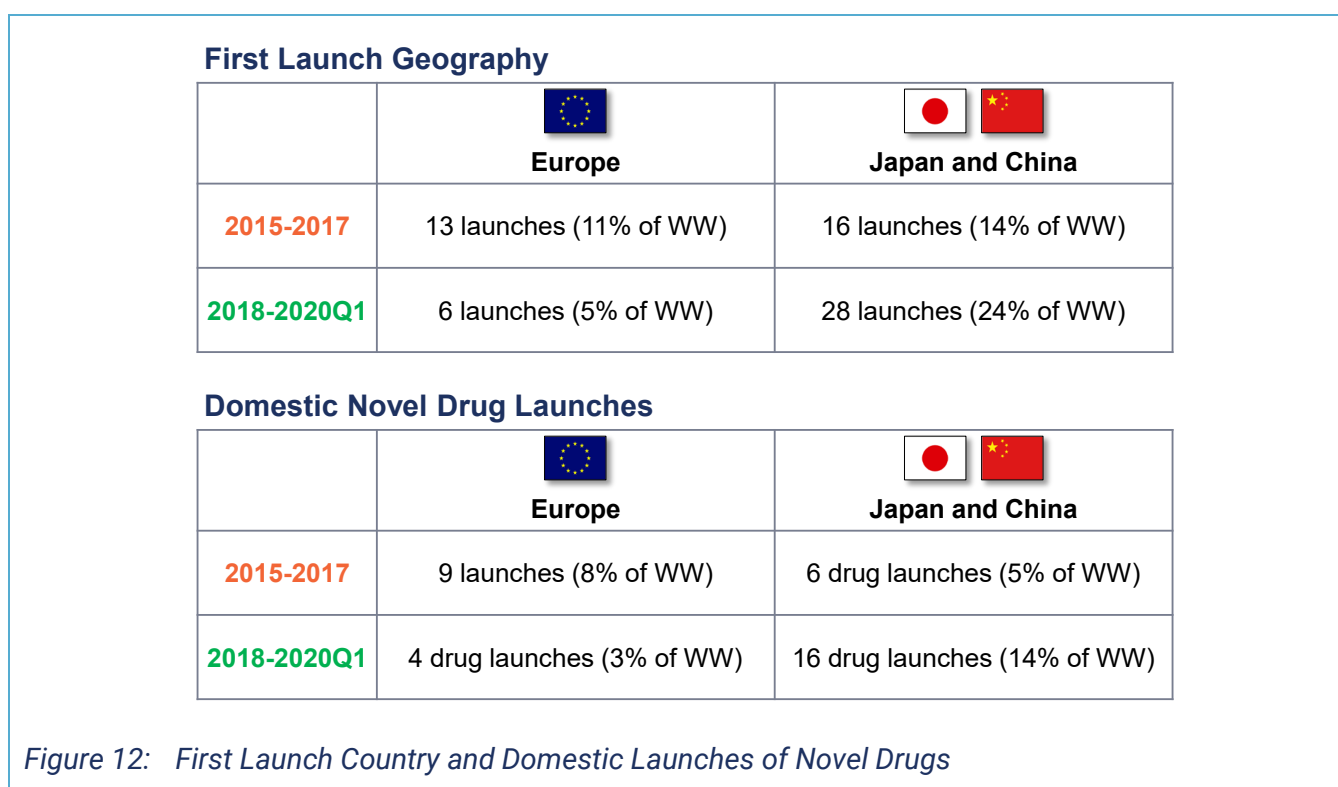 First Launch Geography
Europe
Japan and China
2015-2017
13 launches (11% of WW)
16 launches (14% of WW)
2018-2020Q1
6 launches (5% of WW)
28 launches (24% of WW)
Domestic Novel Drug Launches
Europe
Japan and China
2015-2017
9 launches (8% of WW)
6 drug launches (5% of WW)
2018-2020Q1
4 drug launches (3% of WW)
16 drug launches (14% of WW)
Figure 12: First Launch Country and Domestic Launches of Novel Drugs